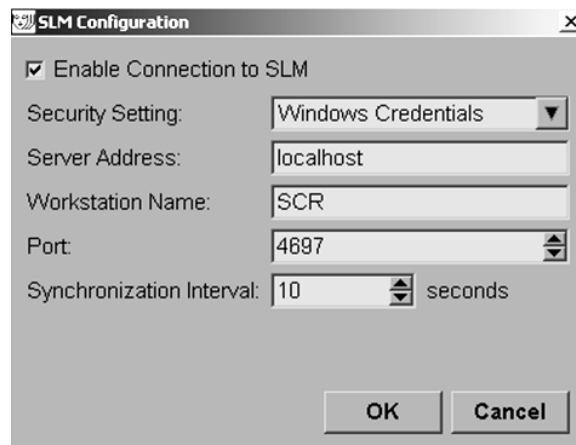 SLM Configuration
Enable Connection to SLM
Security Setting: Windows Credentials
Server Address: localhost
Workstation Name: SCR
Port: 4697
Synchronization Interval: 10 seconds
OK Cancel